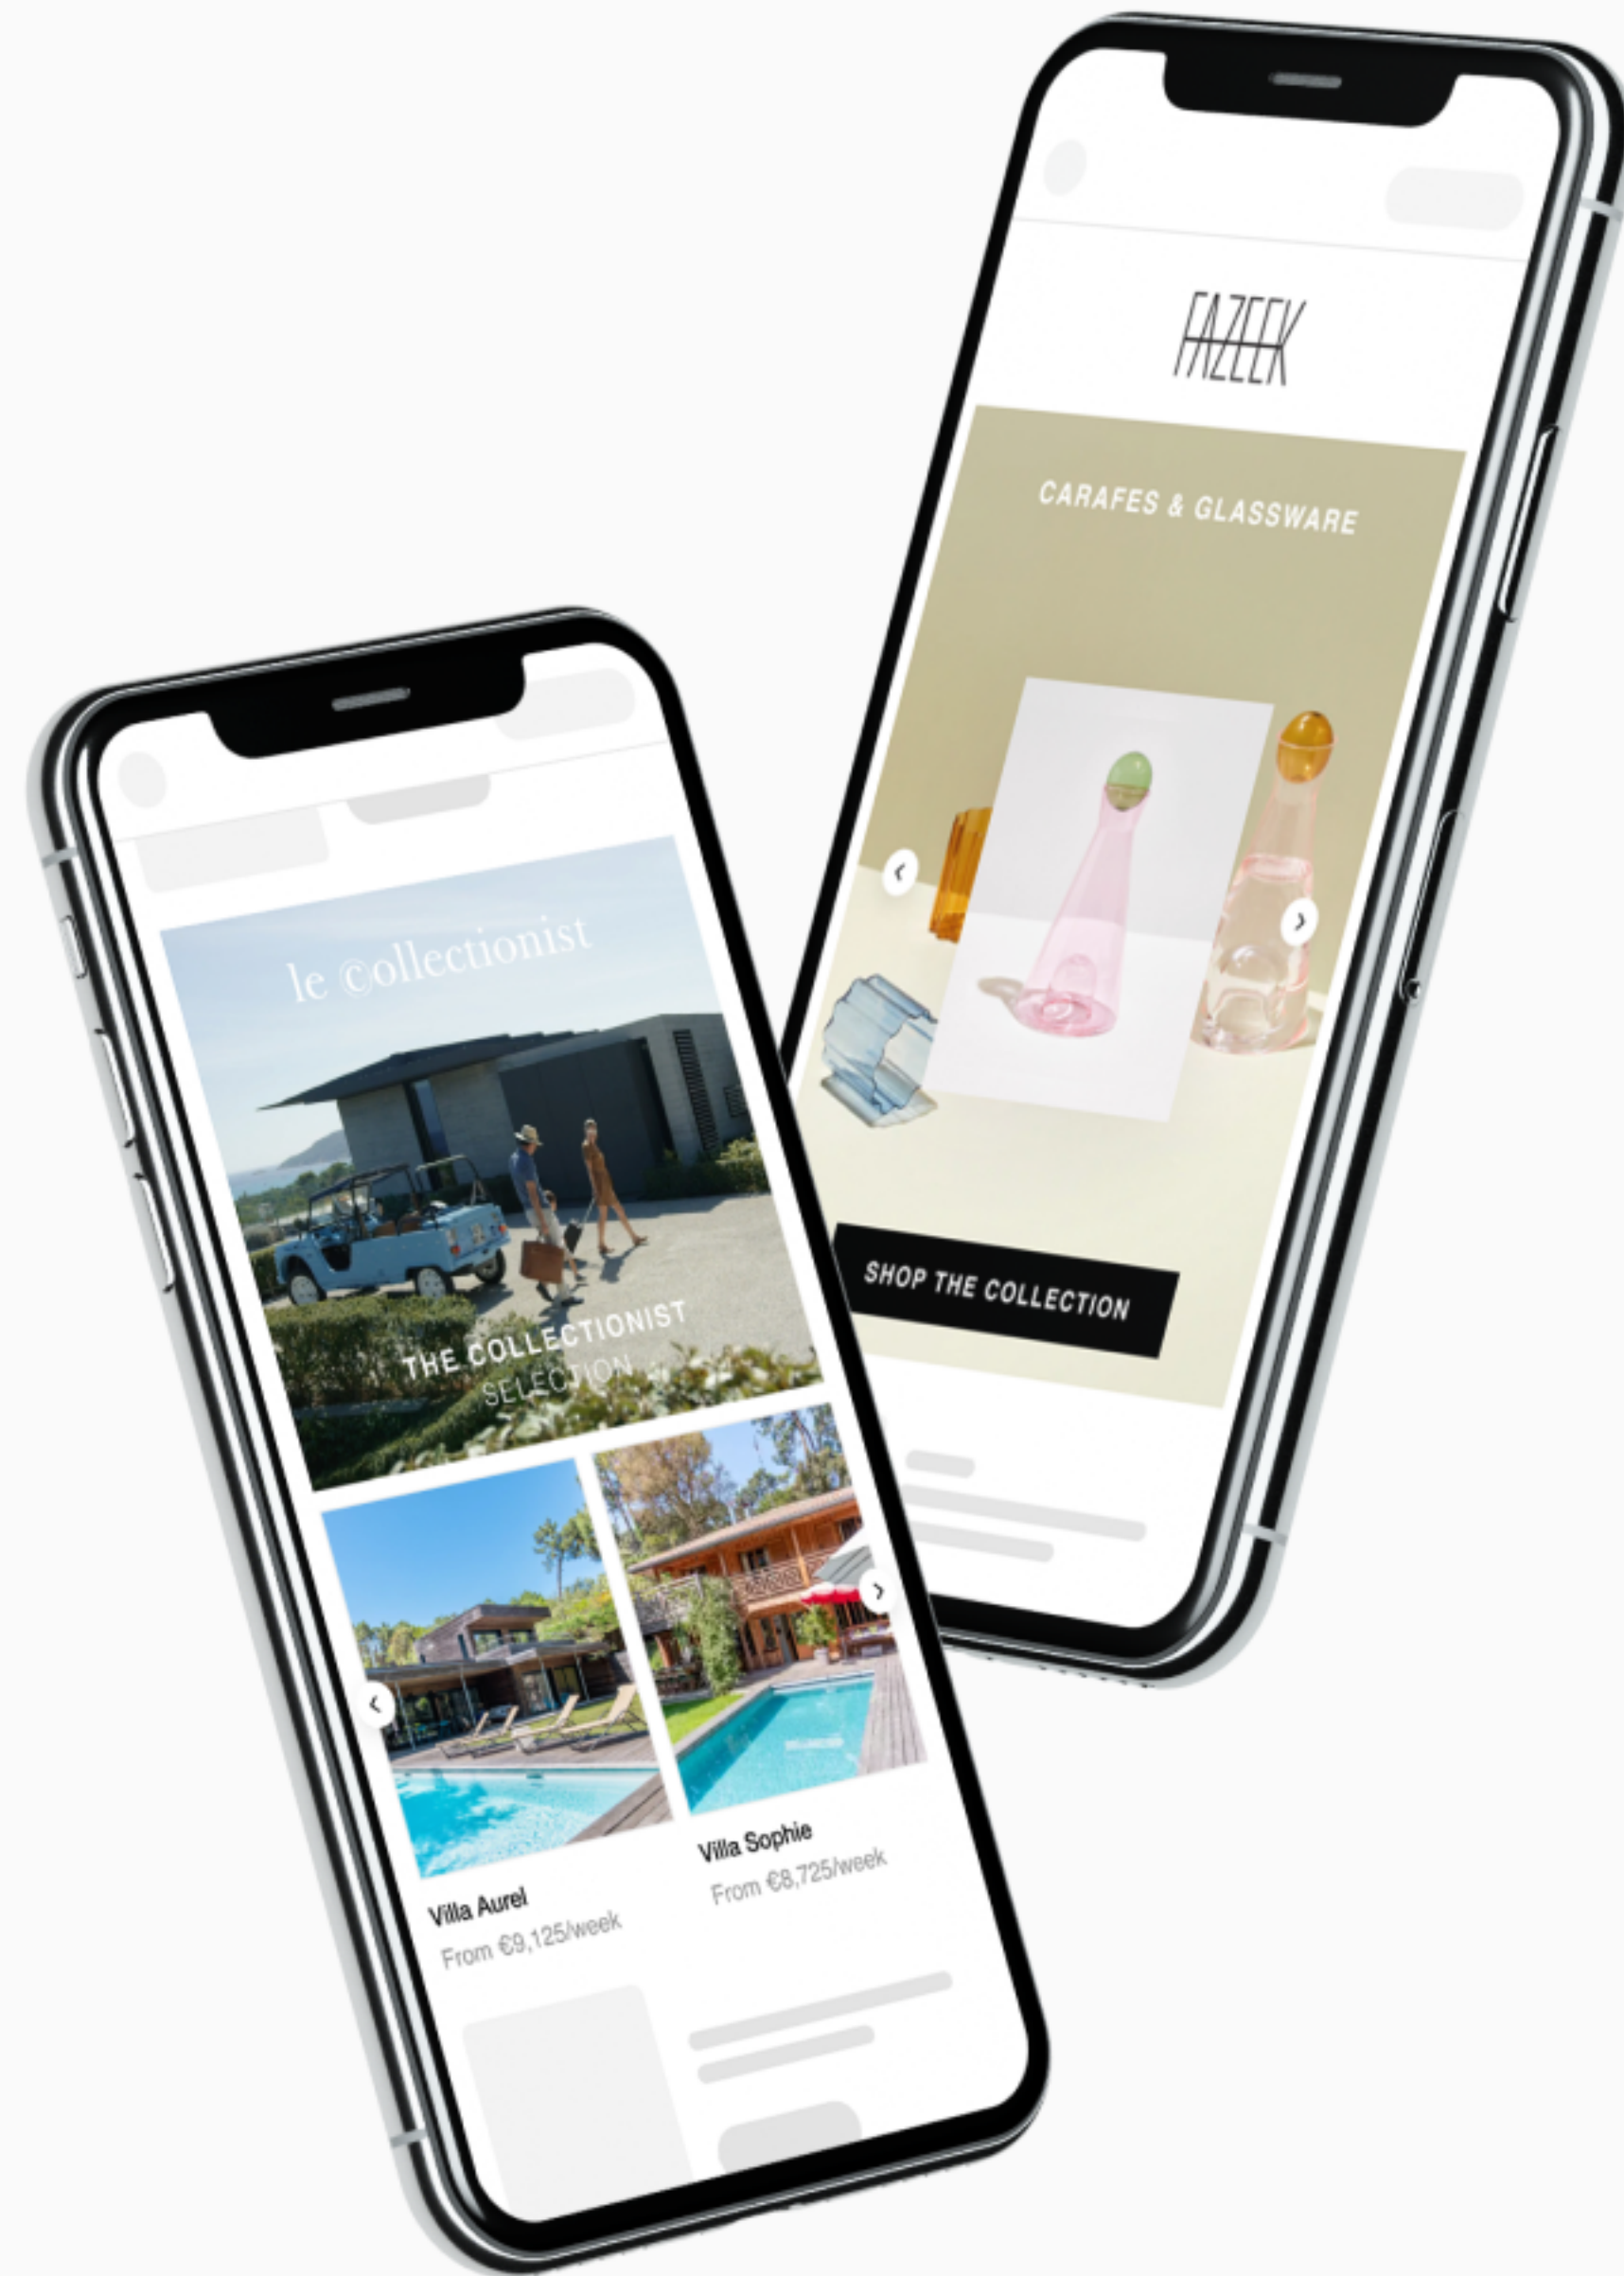 FAZEEK
CARAFES & GLASSWARE
SHOP THE COLLECTION
le ©ollectionist
THE COLLECTIONIST
SELECTION
Villa Aurel
From €9,125/week
Villa Sophie
From €8,725/week